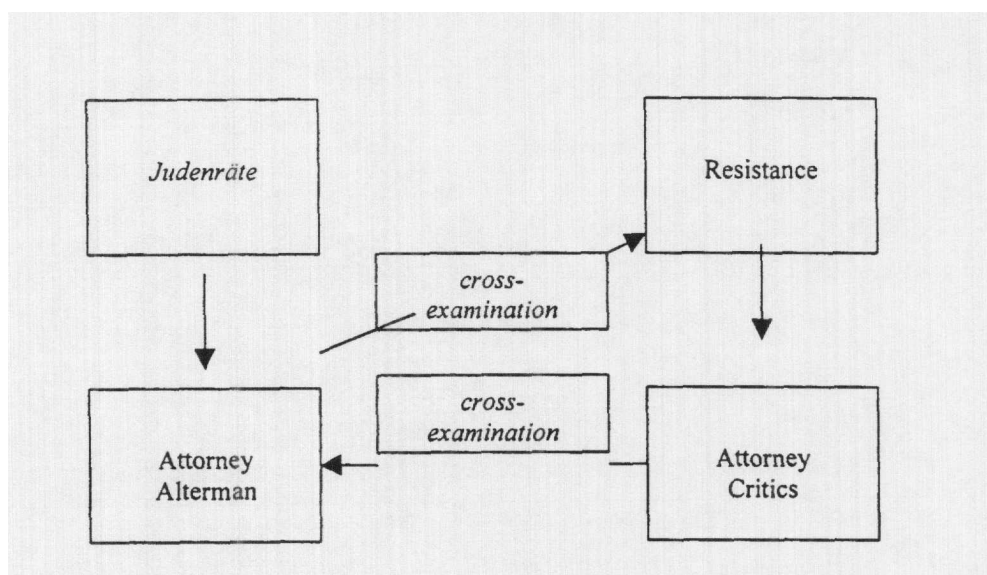 Judenräte
Resistance
cross-
examination
cross-
examination
Attorney
Alterman
Attorney
Critics